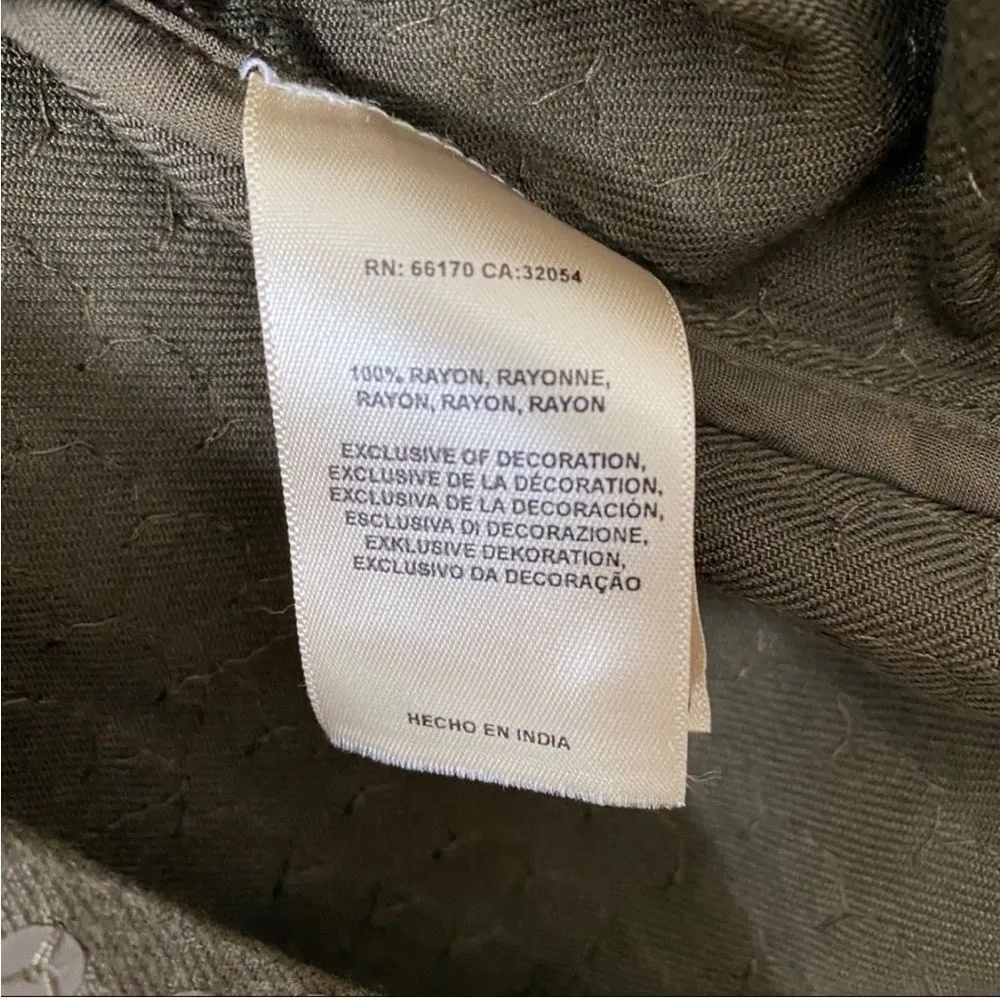 RN: 66170 CA:32054
100% RAYON, RAYONNE,
RAYON, RAYON, RAYON
EXCLUSIVE OF DECORATION,
EXCLUSIVE DE LA DÉCORATION,
EXCLUSIVA DE LA DECORACIÓN,
ESCLUSIVA DI DECORAZIONE,
EXKLUSIVE DEKORATION,
EXCLUSIVO DA DECORAÇÃO
HECHO EN INDIA